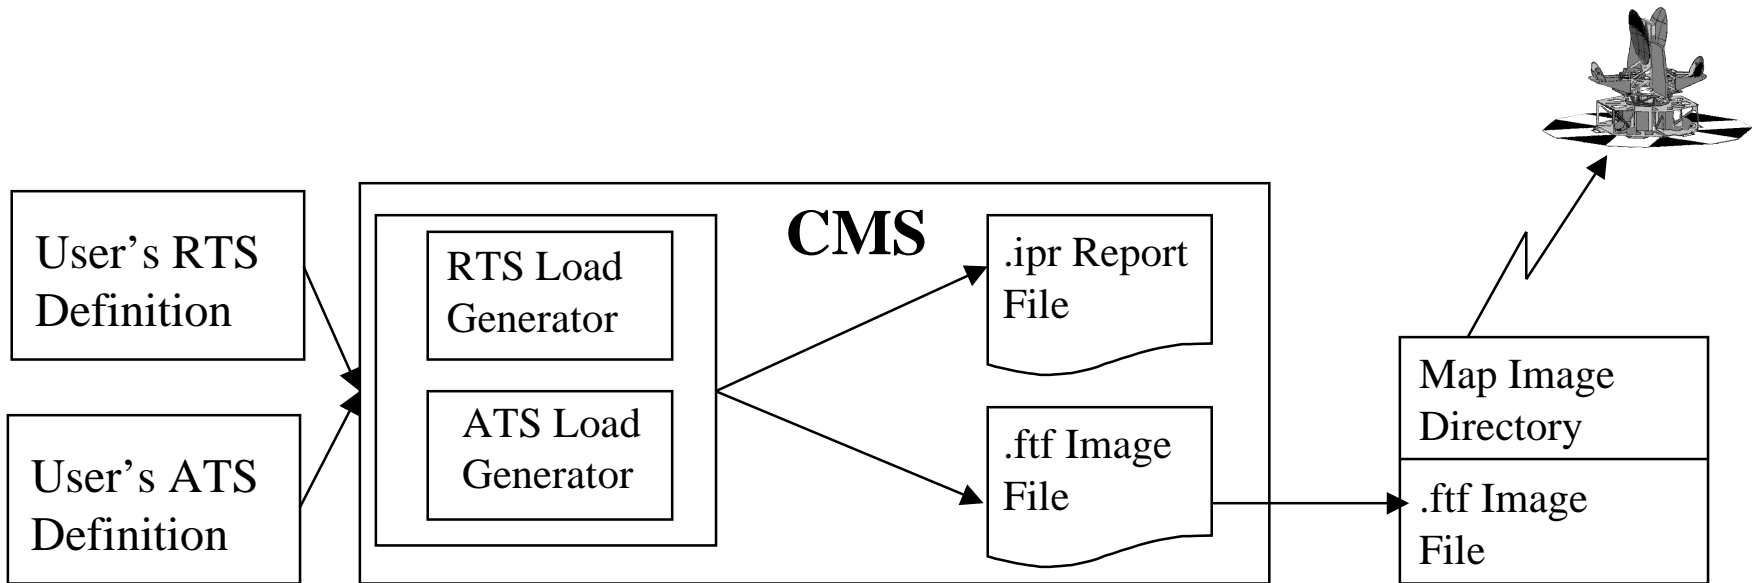 User’s RTS
Definition
User’s ATS
Definition
CMS
RTS Load
Generator
ATS Load
Generator
.ipr Report
File
.ftf Image
File
Map Image
Directory
.ftf Image
File